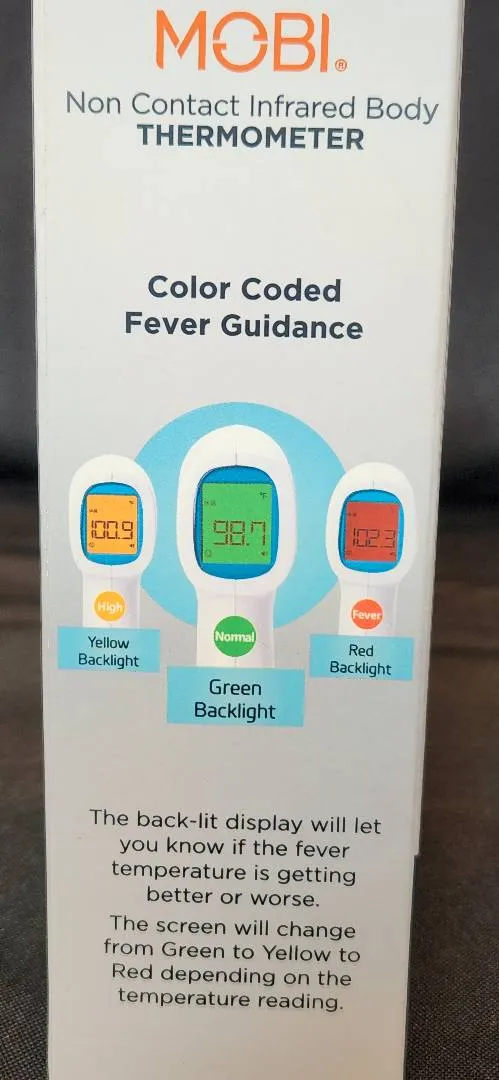 MOBI®
Non Contact Infrared Body
THERMOMETER
Color Coded
Fever Guidance
100.9
°F
98.7
102.3
High
Normal
Fever
Yellow
Backlight
Green
Backlight
Red
Backlight
The back-lit display will let
you know if the fever
temperature is getting
better or worse.
The screen will change
from Green to Yellow to
Red depending on the
temperature reading.